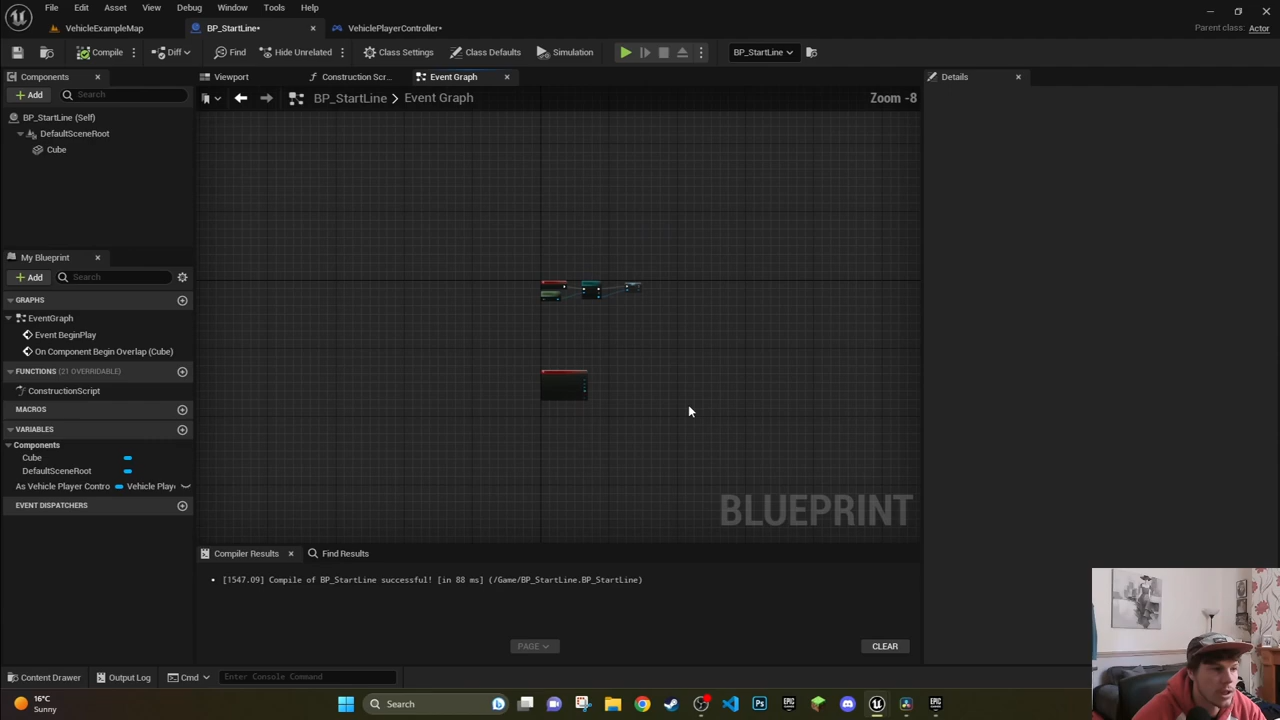 File Edit Asset View Debug Window Tools Help
VehicleExampleMap BP_StartLine* VehiclePlayerController* Parent class: Actor
Compile Diff Find Hide Unrelated Class Settings Class Defaults Simulation BP_StartLine
Components Viewport Construction Scr... Event Graph Details
Add Search BP_StartLine > Event Graph Zoom -8
BP_StartLine (Self)
DefaultSceneRoot
Cube
My Blueprint
Add Search
GRAPHS
EventGraph
Event BeginPlay
On Component Begin Overlap (Cube)
FUNCTIONS (21 OVERRIDABLE)
ConstructionScript
MACROS
VARIABLES
Components
Cube
DefaultSceneRoot
As Vehicle Player Contro Vehicle Play
EVENT DISPATCHERS
BLUEPRINT
Compiler Results Find Results
• [1547.09] Compile of BP_StartLine successful! [in 88 ms] (/Game/BP_StartLine.BP_StartLine)
PAGE CLEAR
Content Drawer Output Log Cmd Enter Console Command
16°C
Sunny
Search